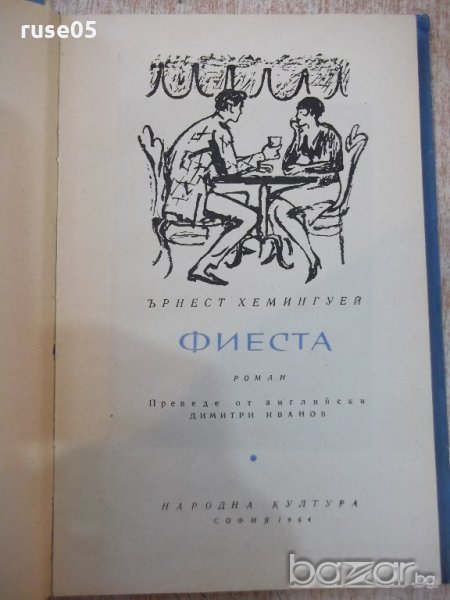 ruse05
ЪРНЕСТ ХЕМИНГУЕЙ
ФИЕСТА
РОМАН
Преведе от английски
ДИМИТРИ ИВАНОВ
НАРОДНА КУЛТУРА
СОФИЯ 1964
bazar.bg